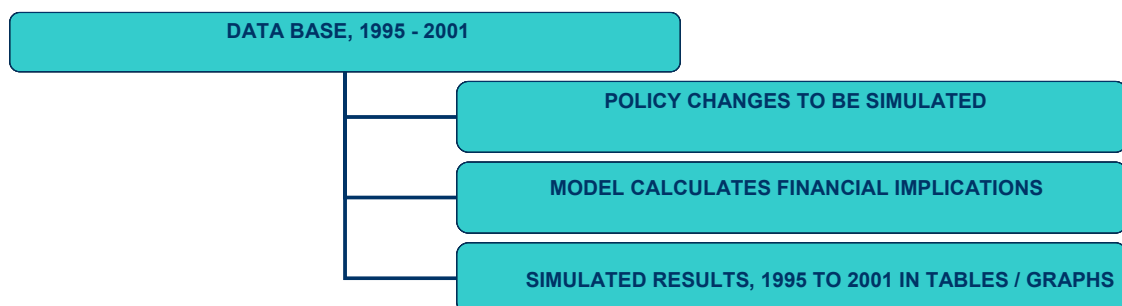 DATA BASE, 1995 - 2001
POLICY CHANGES TO BE SIMULATED
MODEL CALCULATES FINANCIAL IMPLICATIONS
SIMULATED RESULTS, 1995 TO 2001 IN TABLES / GRAPHS